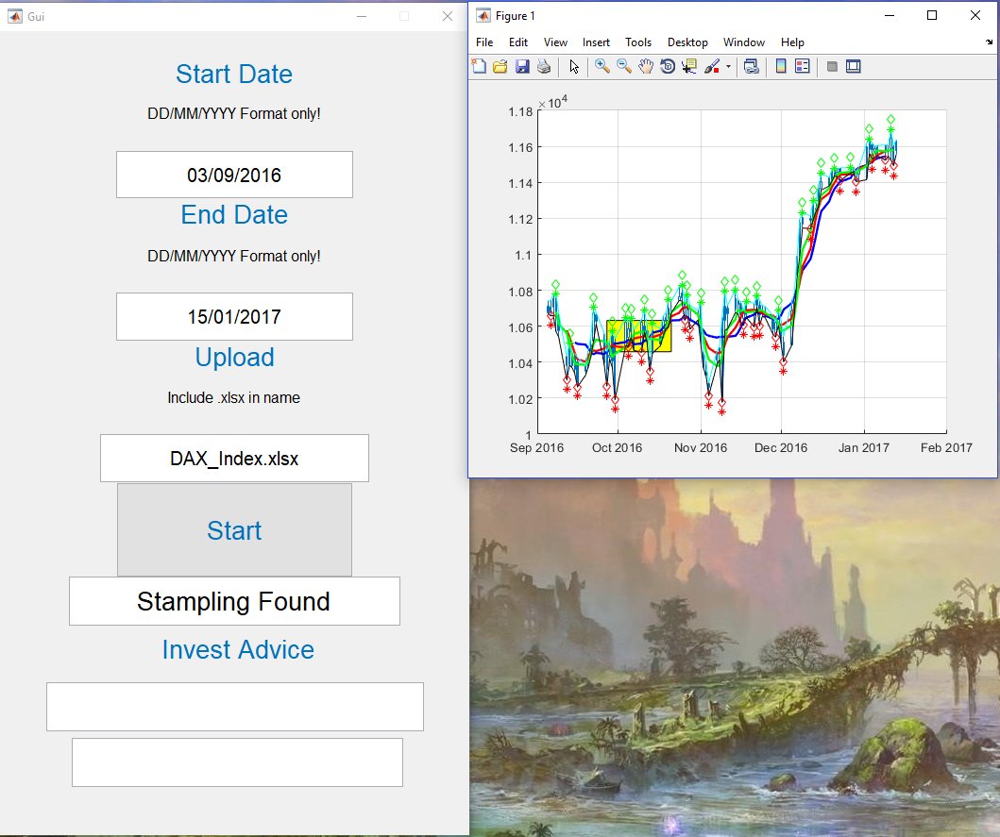 Gui
Start Date
DD/MM/YYYY Format only!
03/09/2016
End Date
DD/MM/YYYY Format only!
15/01/2017
Upload
Include .xlsx in name
DAX_Index.xlsx
Start
Stampling Found
Invest Advice
Figure 1
File Edit View Insert Tools Desktop Window Help
×10⁴
1.18
1.16
1.14
1.12
1.1
1.08
1.06
1.04
1.02
1
Sep 2016 Oct 2016 Nov 2016 Dec 2016 Jan 2017 Feb 2017